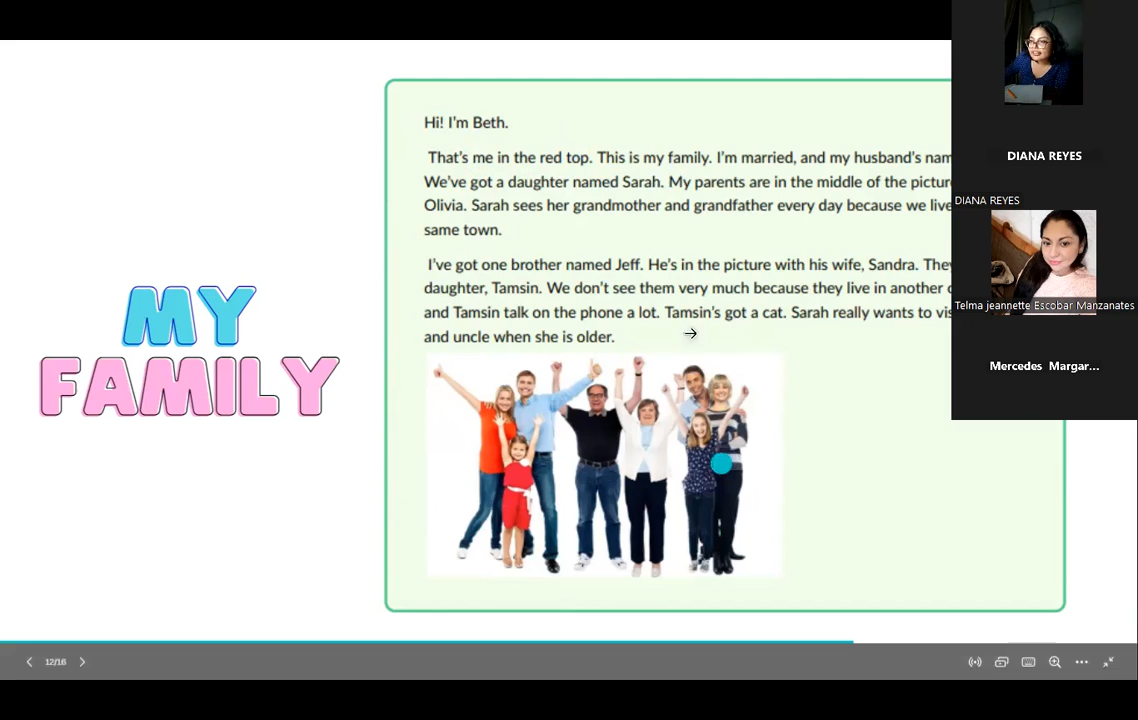 Hi! I'm Beth.
That's me in the red top. This is my family. I'm married, and my husband's
We've got a daughter named Sarah. My parents are in the middle of the
Olivia. Sarah sees her grandmother and grandfather every day because we
same town.
I've got one brother named Jeff. He's in the picture with his wife, Sandra.
daughter, Tamsin. We don't see them very much because they live in another
and Tamsin talk on the phone a lot. Tamsin's got a cat. Sarah really wants to
and uncle when she is older.
MY
FAMILY
DIANA REYES
DIANA REYES
Telma jeannette Escobar Manzanates
Mercedes Margar...
12/16